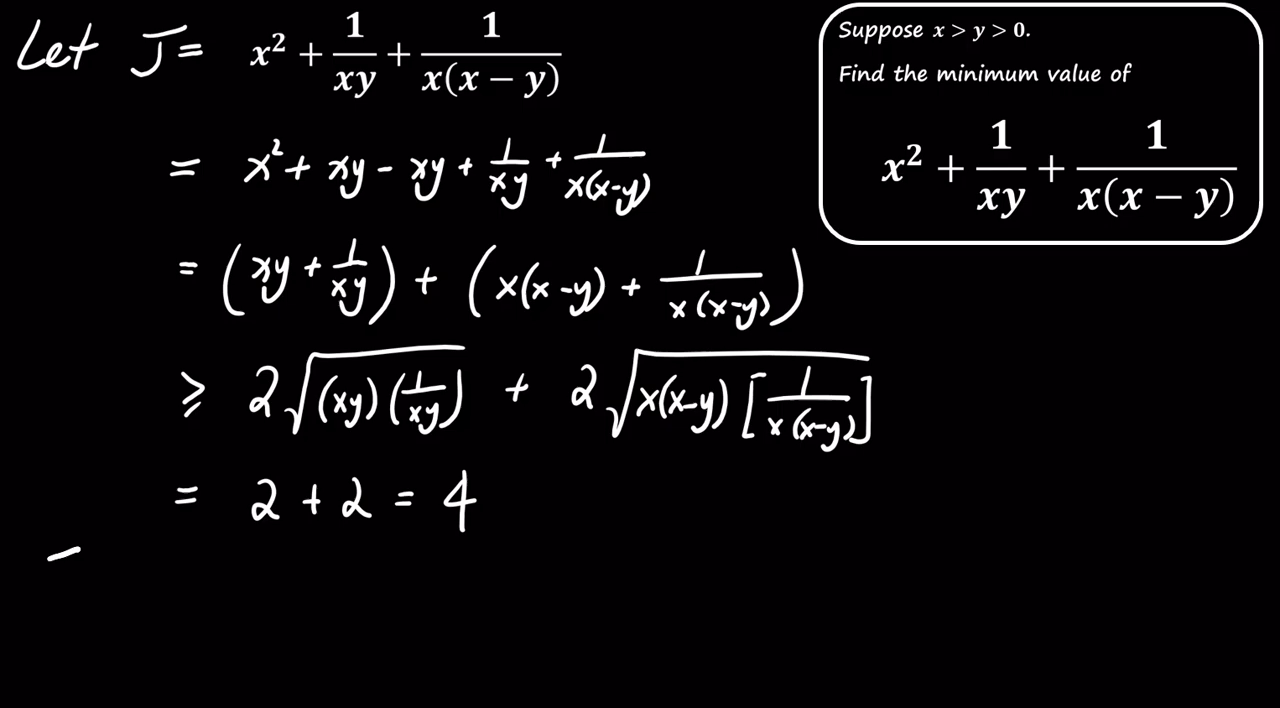 Let J = x² + 1/(xy) + 1/(x(x − y))
= x² + xy - xy + 1/(xy) + 1/(x(x-y))
= (xy + 1/(xy)) + (x(x-y) + 1/(x(x-y)))
≥ 2√((xy)(1/(xy))) + 2√(x(x-y)[1/(x(x-y))])
= 2 + 2 = 4
Suppose x > y > 0.
Find the minimum value of
x² + 1/(xy) + 1/(x(x − y))